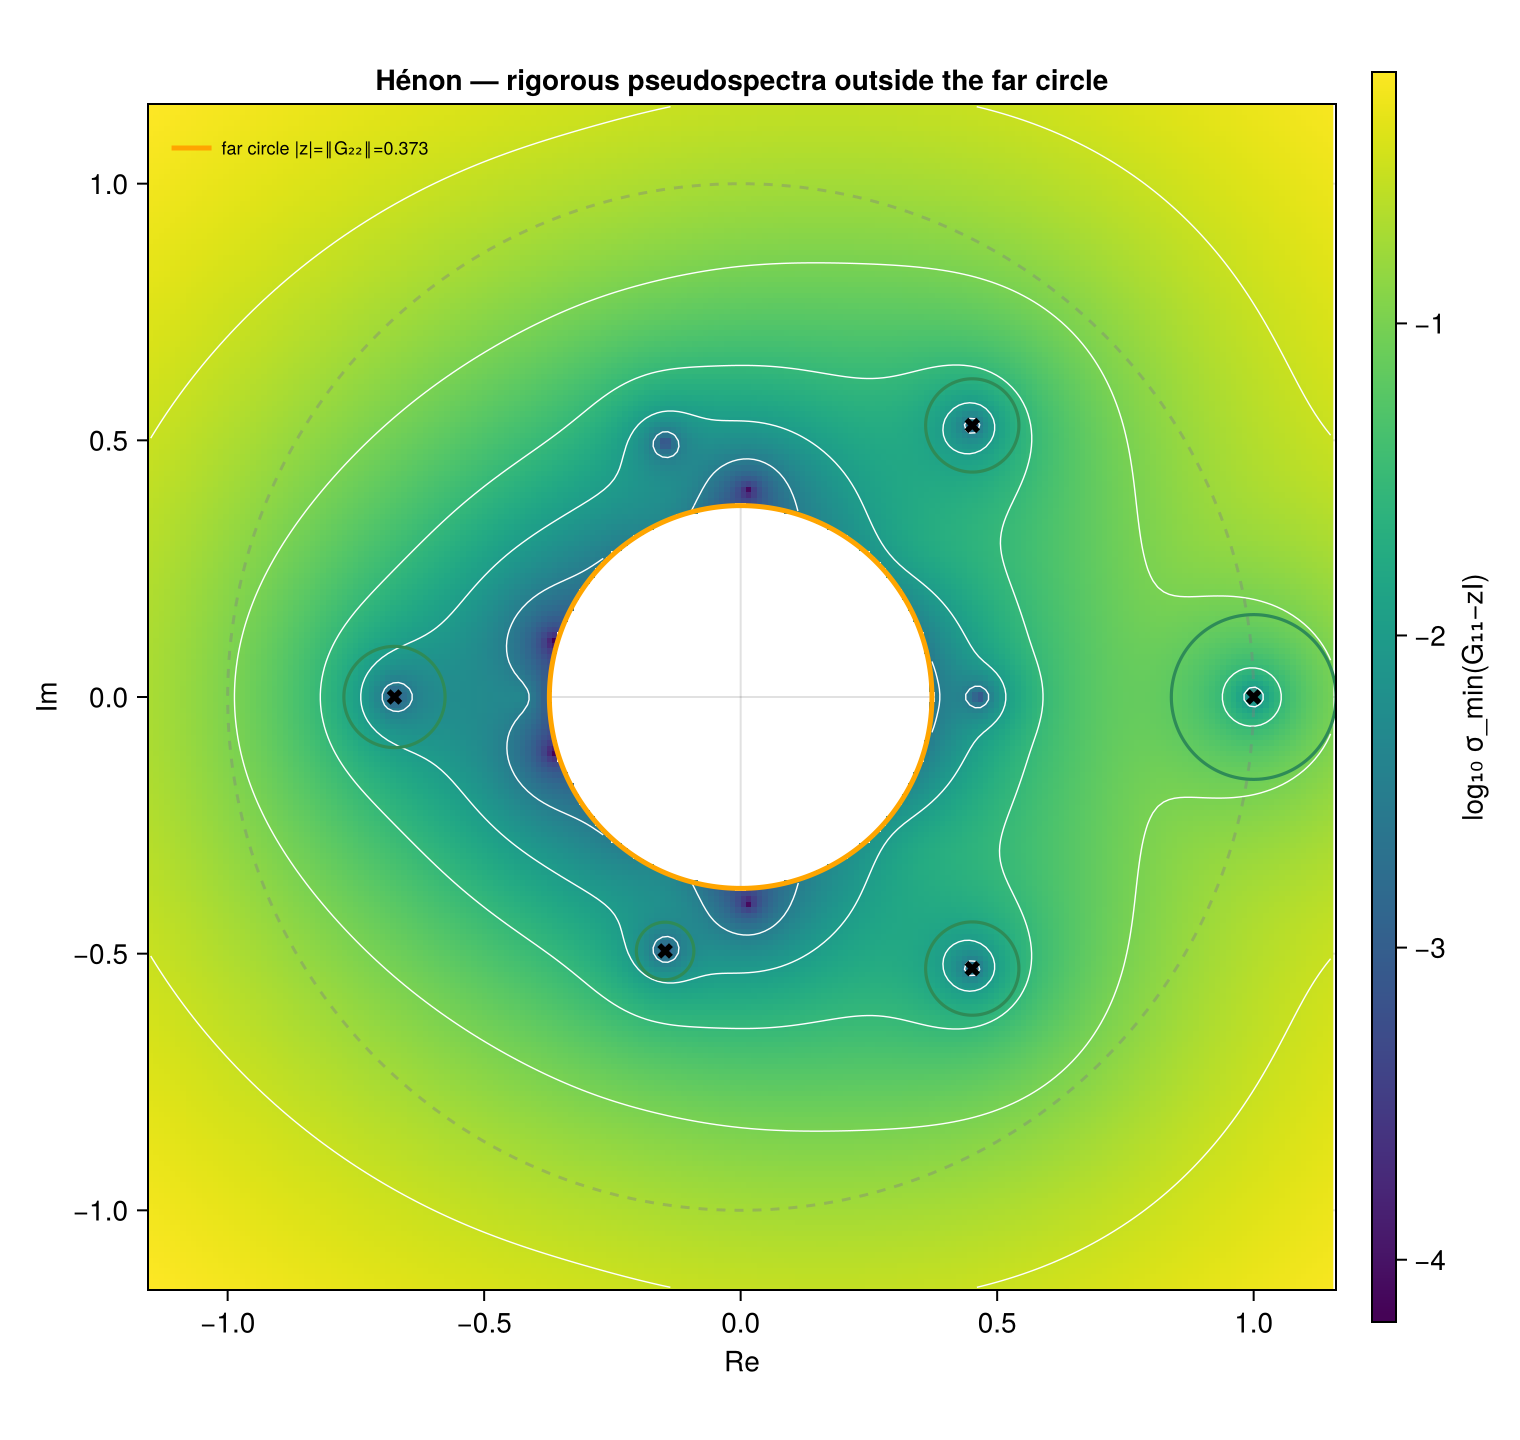 Hénon — rigorous pseudospectra outside the far circle
far circle |z|=‖G₂₂‖=0.373
1.0
0.5
0.0
−0.5
−1.0
Im
−1.0
−0.5
0.0
0.5
1.0
Re
−1
−2
−3
−4
log₁₀ σ_min(G₁₁−zI)